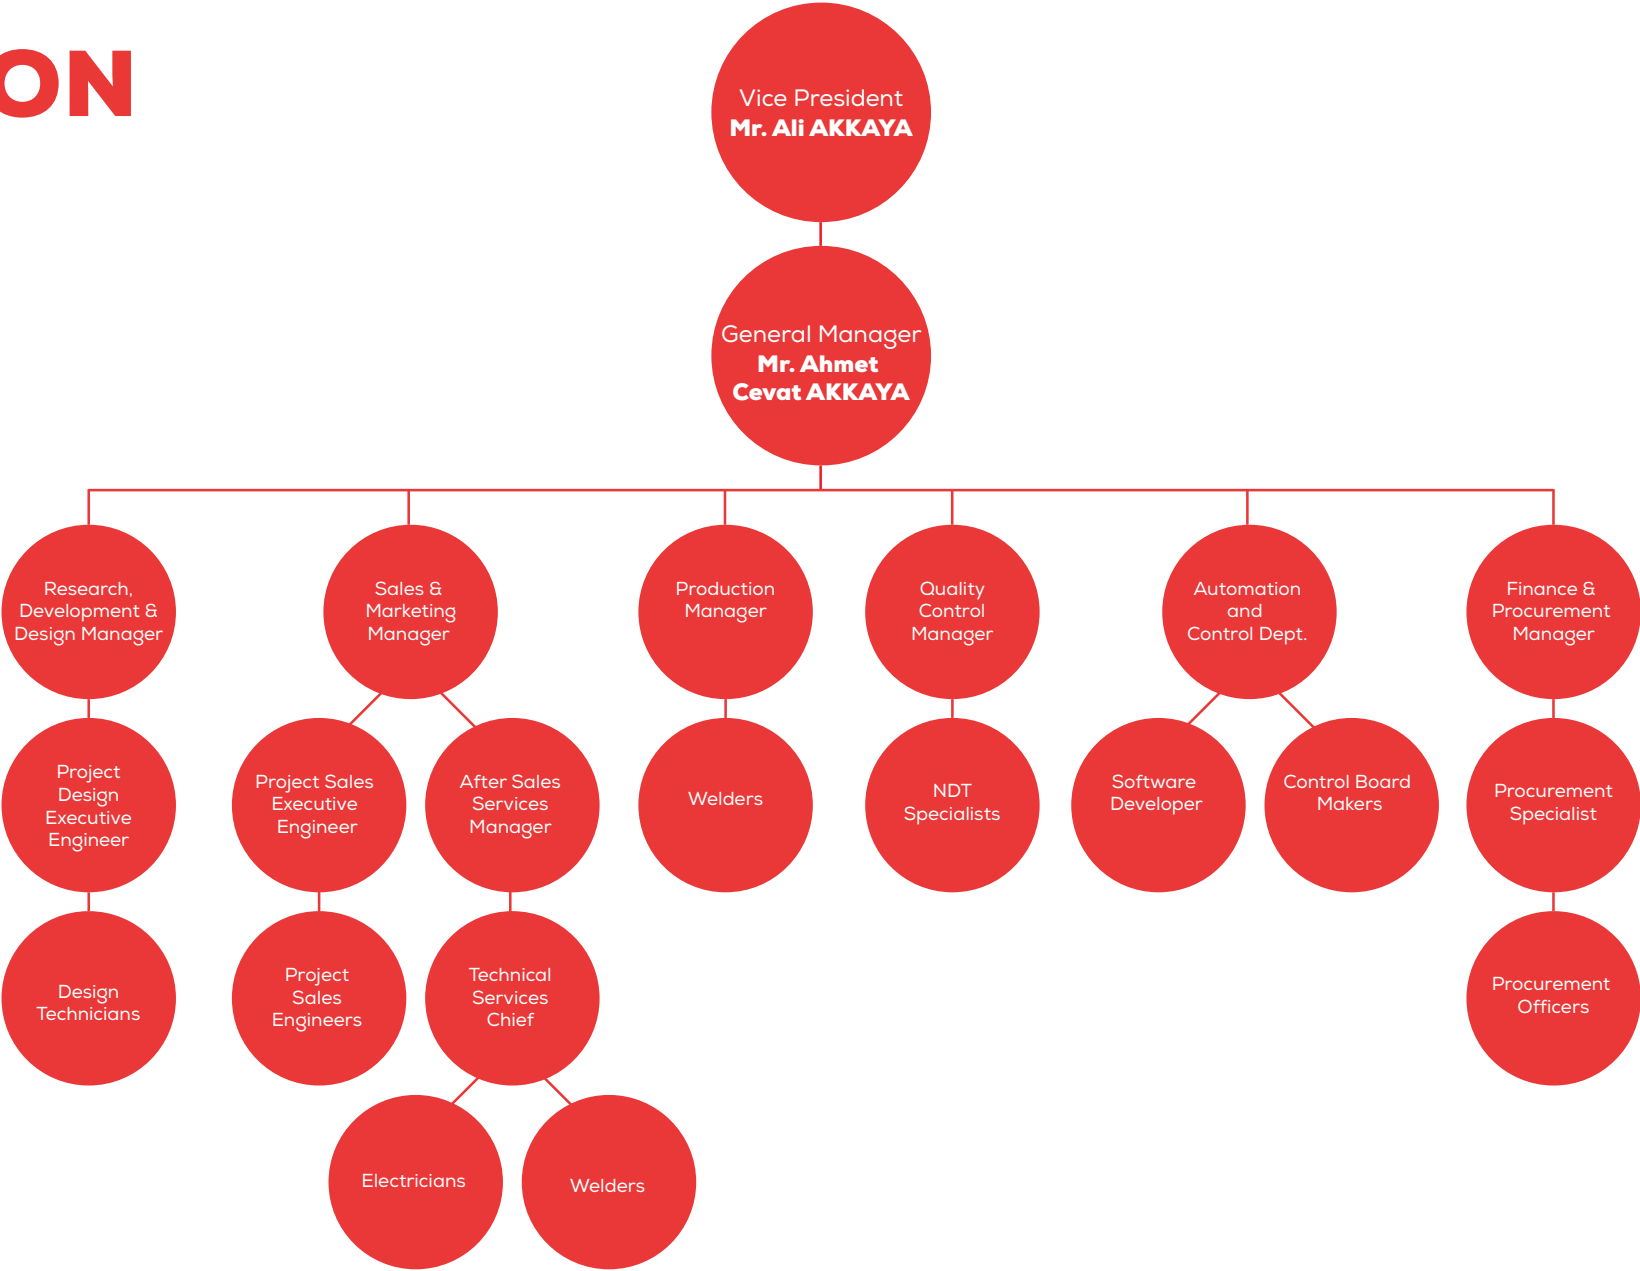 ON
Vice President
Mr. Ali AKKAYA
General Manager
Mr. Ahmet
Cevat AKKAYA
Research,
Development &
Design Manager
Sales &
Marketing
Manager
Production
Manager
Quality
Control
Manager
Automation
and
Control Dept.
Finance &
Procurement
Manager
Project
Design
Executive
Engineer
Project Sales
Executive
Engineer
After Sales
Services
Manager
Welders
NDT
Specialists
Software
Developer
Control Board
Makers
Procurement
Specialist
Design
Technicians
Project
Sales
Engineers
Technical
Services
Chief
Procurement
Officers
Electricians
Welders